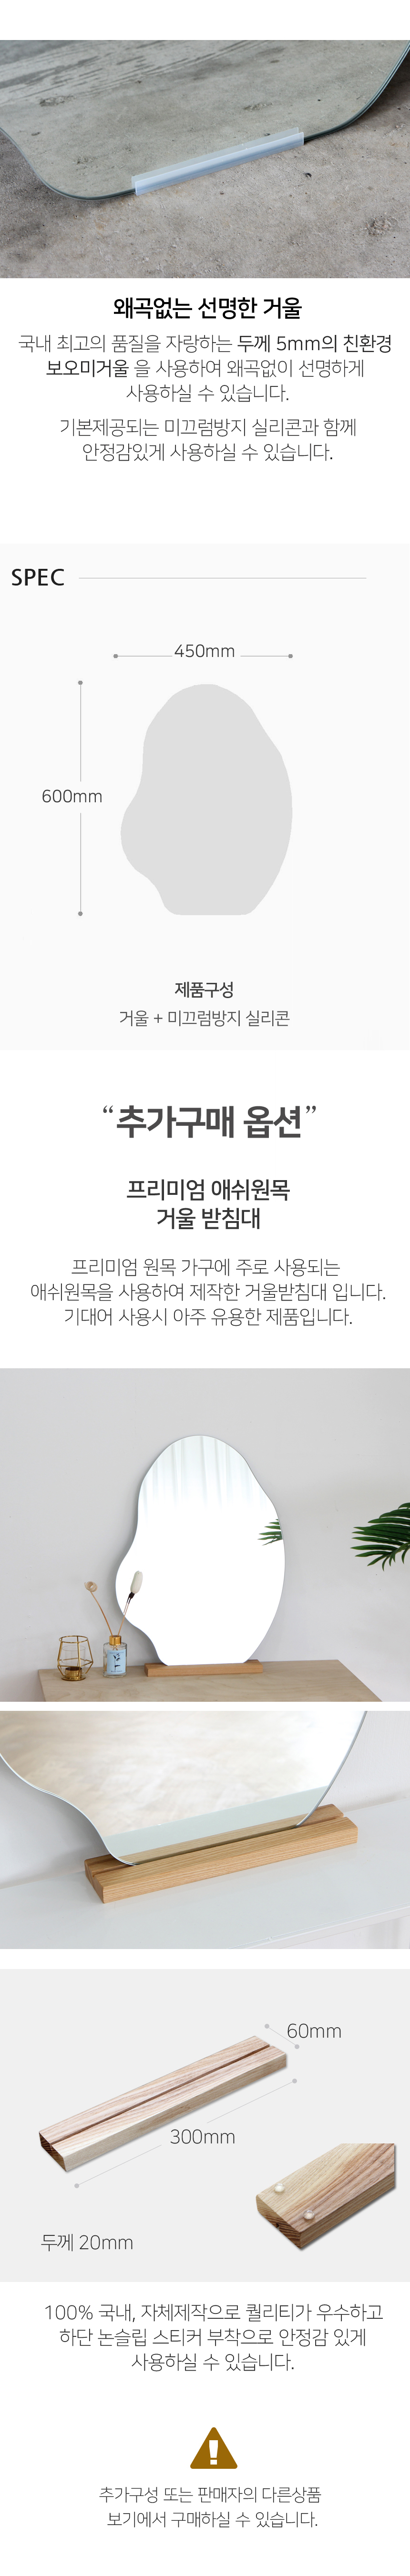 왜곡없는 선명한 거울
국내 최고의 품질을 자랑하는 두께 5mm의 친환경
보오미거울 을 사용하여 왜곡없이 선명하게
사용하실 수 있습니다.
기본제공되는 미끄럼방지 실리콘과 함께
안정감있게 사용하실 수 있습니다.
SPEC
450mm
600mm
제품구성
거울 + 미끄럼방지 실리콘
“추가구매 옵션”
프리미엄 애쉬원목
거울 받침대
프리미엄 원목 가구에 주로 사용되는
애쉬원목을 사용하여 제작한 거울받침대 입니다.
기대어 사용시 아주 유용한 제품입니다.
60mm
300mm
두께 20mm
100% 국내, 자체제작으로 퀄리티가 우수하고
하단 논슬립 스티커 부착으로 안정감 있게
사용하실 수 있습니다.
추가구성 또는 판매자의 다른상품
보기에서 구매하실 수 있습니다.